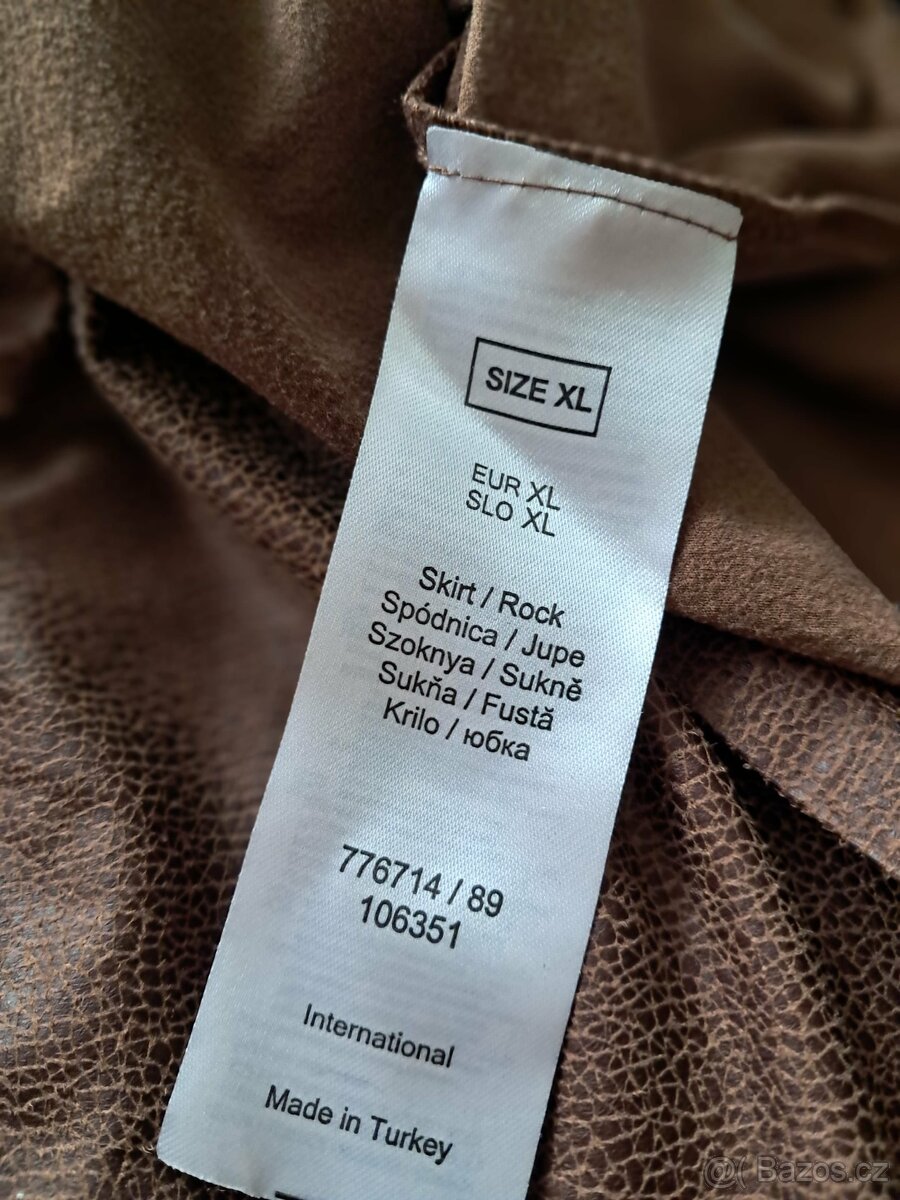 SIZE XL
EUR XL
SLO XL
Skirt / Rock
Spódnica / Jupe
Szoknya / Sukně
Sukňa / Fustă
Krilo / юбка
776714 / 89
106351
International
Made in Turkey
@( Bazos.cz